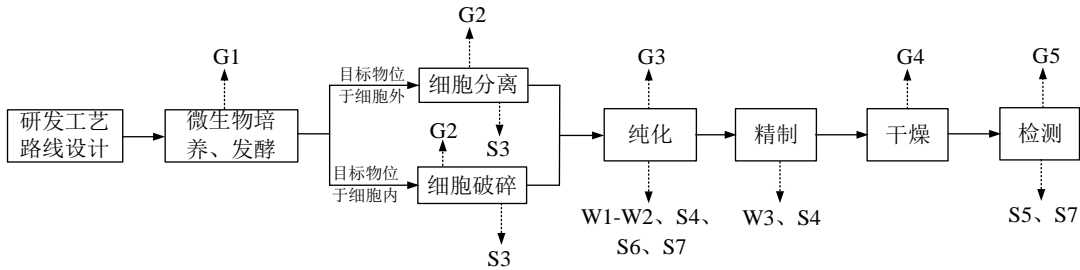 G1
G2
G3
G4
G5
研发工艺
路线设计
微生物培
养、发酵
目标物位
于细胞外
细胞分离
S3
目标物位
于细胞内
G2
细胞破碎
S3
纯化
精制
干燥
检测
W1-W2、S4、
S6、S7
W3、S4
S5、S7